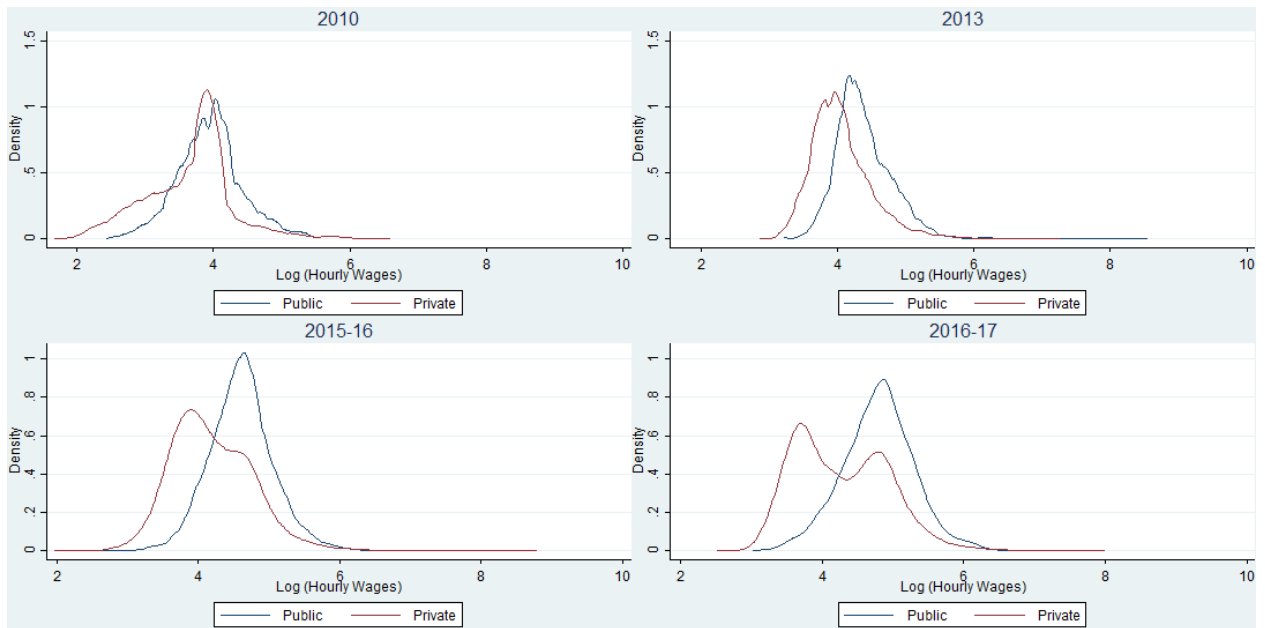 2010
1.5
1
.5
0
Density
2 4 6 8 10
Log (Hourly Wages)
Public Private
2013
1.5
1
.5
0
Density
2 4 6 8 10
Log (Hourly Wages)
Public Private
2015-16
1
.8
.6
.4
.2
0
Density
2 4 6 8 10
Log (Hourly Wages)
Public Private
2016-17
1
.8
.6
.4
.2
0
Density
2 4 6 8 10
Log (Hourly Wages)
Public Private